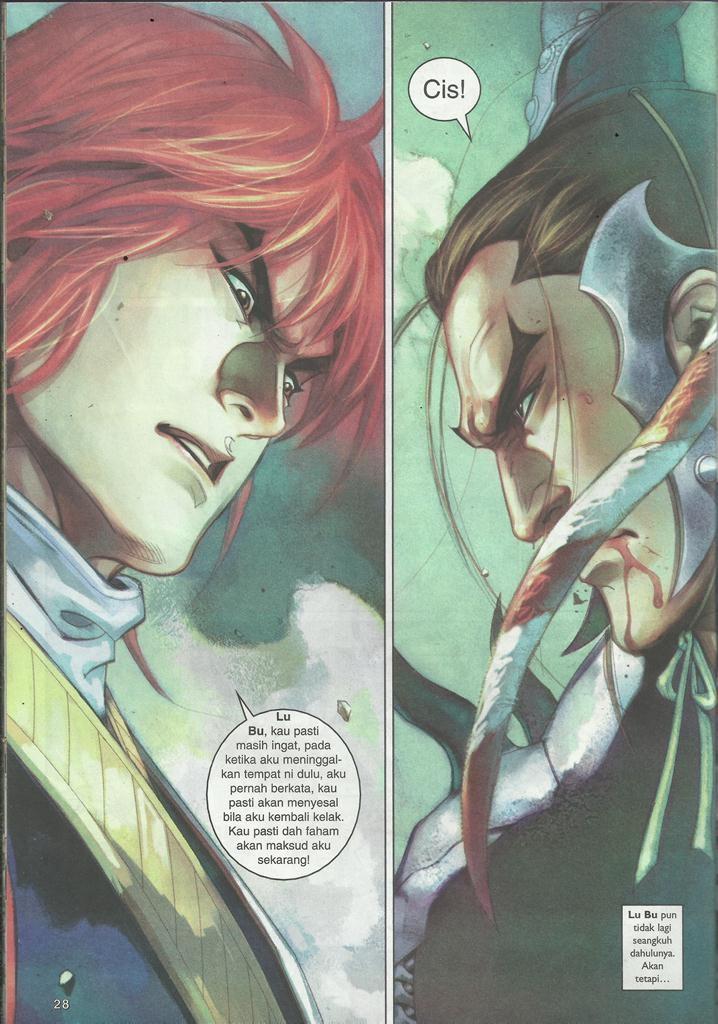 Cis!
Lu
Bu, kau pasti
masih ingat, pada
ketika aku meninggal-
kan tempat ni dulu, aku
pernah berkata, kau
pasti akan menyesal
bila aku kembali kelak.
Kau pasti dah faham
akan maksud aku
sekarang!
Lu Bu pun
tidak lagi
seangkuh
dahulunya.
Akan
tetapi...
28